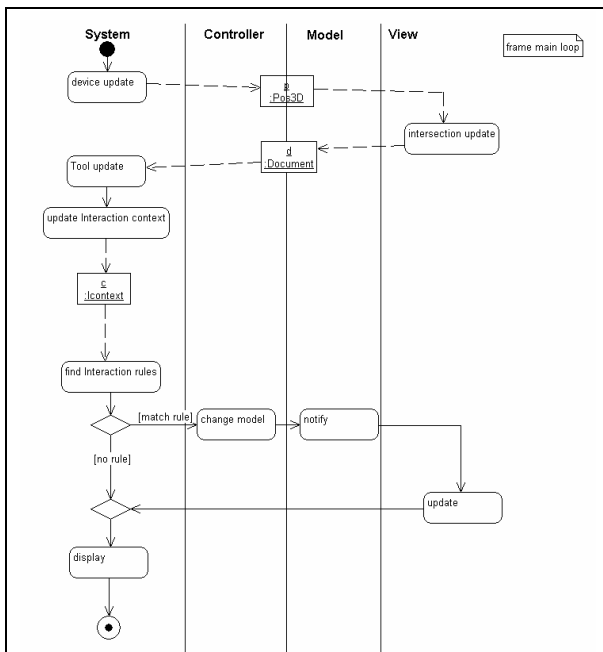 System Controller Model View
frame main loop
device update
p
:Pos3D
intersection update
d
:Document
Tool update
update Interaction context
c
:Icontext
find Interaction rules
[match rule]
change model
notify
[no rule]
update
display